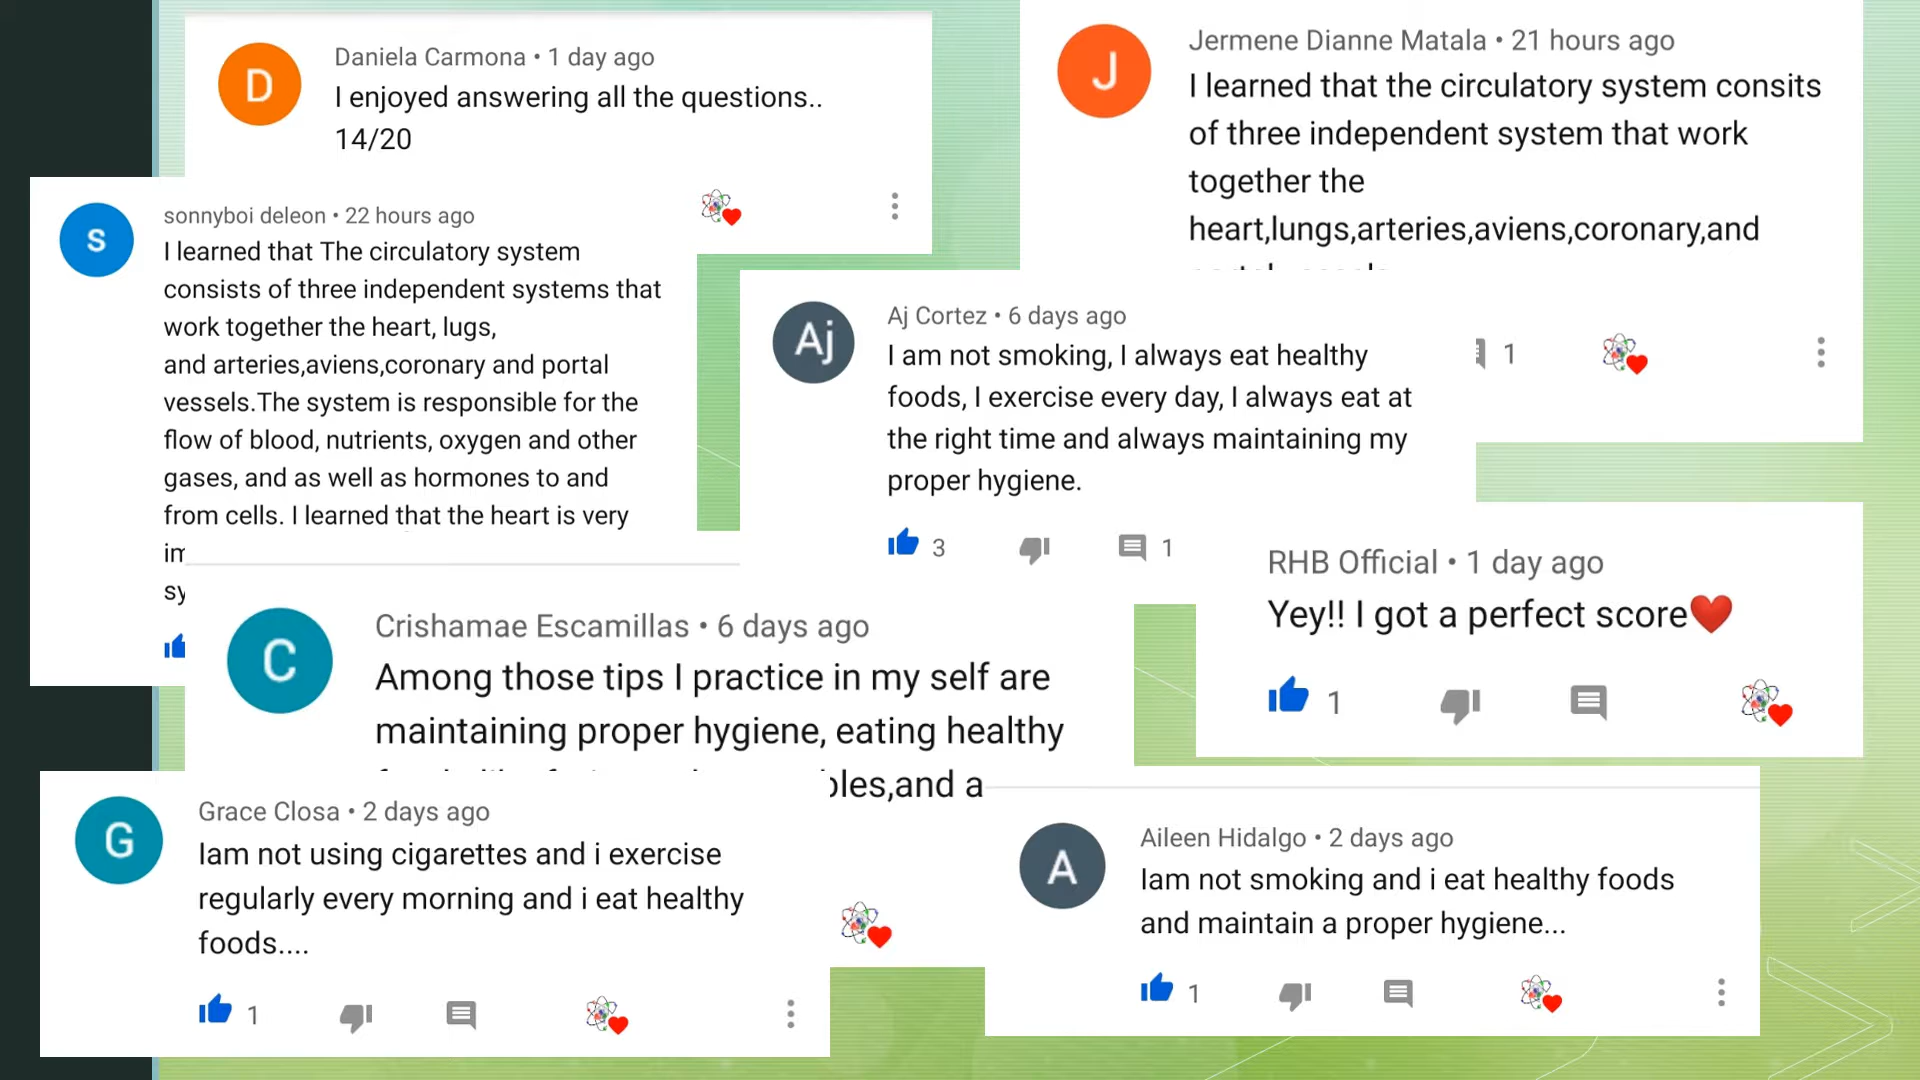 D
Daniela Carmona • 1 day ago
I enjoyed answering all the questions..
14/20
J
Jermene Dianne Matala • 21 hours ago
I learned that the circulatory system consits
of three independent system that work
together the
heart,lungs,arteries,aviens,coronary,and
1
s
sonnyboi deleon • 22 hours ago
I learned that The circulatory system
consists of three independent systems that
work together the heart, lugs,
and arteries,aviens,coronary and portal
vessels.The system is responsible for the
flow of blood, nutrients, oxygen and other
gases, and as well as hormones to and
from cells. I learned that the heart is very
im
sy
Aj
Aj Cortez • 6 days ago
I am not smoking, I always eat healthy
foods, I exercise every day, I always eat at
the right time and always maintaining my
proper hygiene.
3
1
RHB Official • 1 day ago
Yey!! I got a perfect score❤️
1
C
Crishamae Escamillas • 6 days ago
Among those tips I practice in my self are
maintaining proper hygiene, eating healthy
bles,and a
G
Grace Closa • 2 days ago
Iam not using cigarettes and i exercise
regularly every morning and i eat healthy
foods....
1
A
Aileen Hidalgo • 2 days ago
Iam not smoking and i eat healthy foods
and maintain a proper hygiene...
1